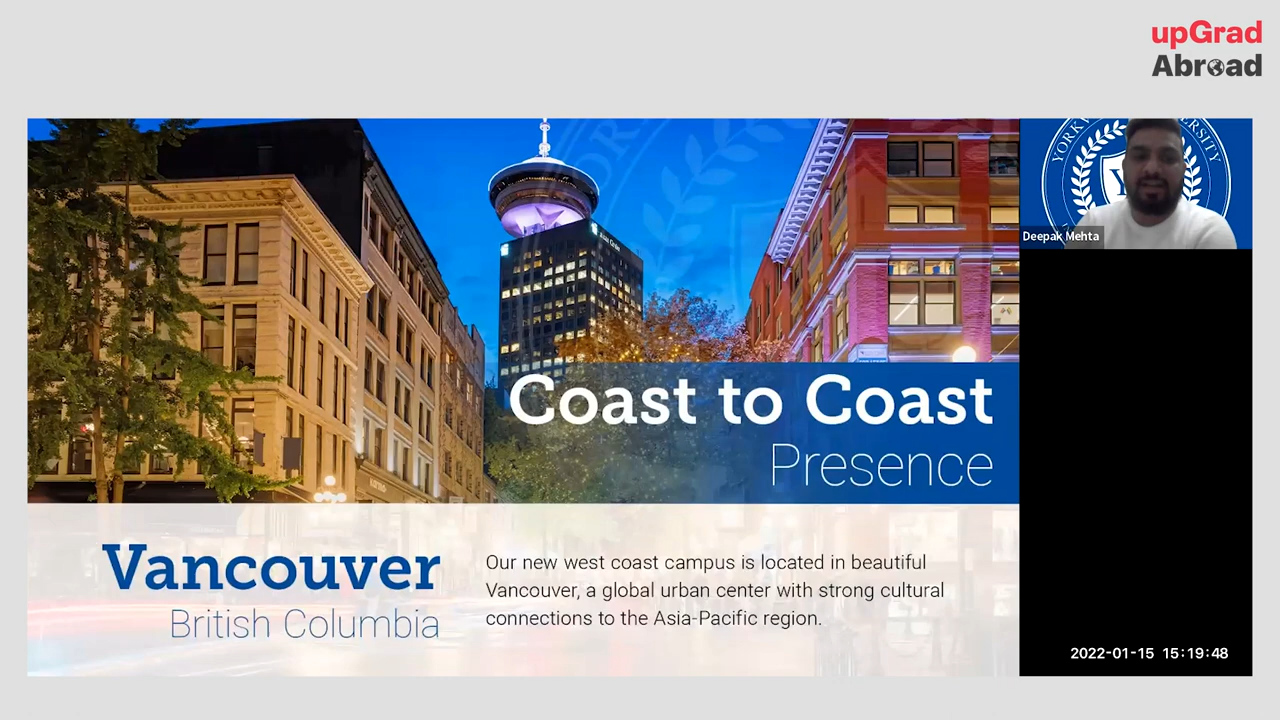 upGrad
Abroad
Deepak Mehta
Coast to Coast
Presence
Vancouver
British Columbia
Our new west coast campus is located in beautiful
Vancouver, a global urban center with strong cultural
connections to the Asia-Pacific region.
2022-01-15 15:19:48